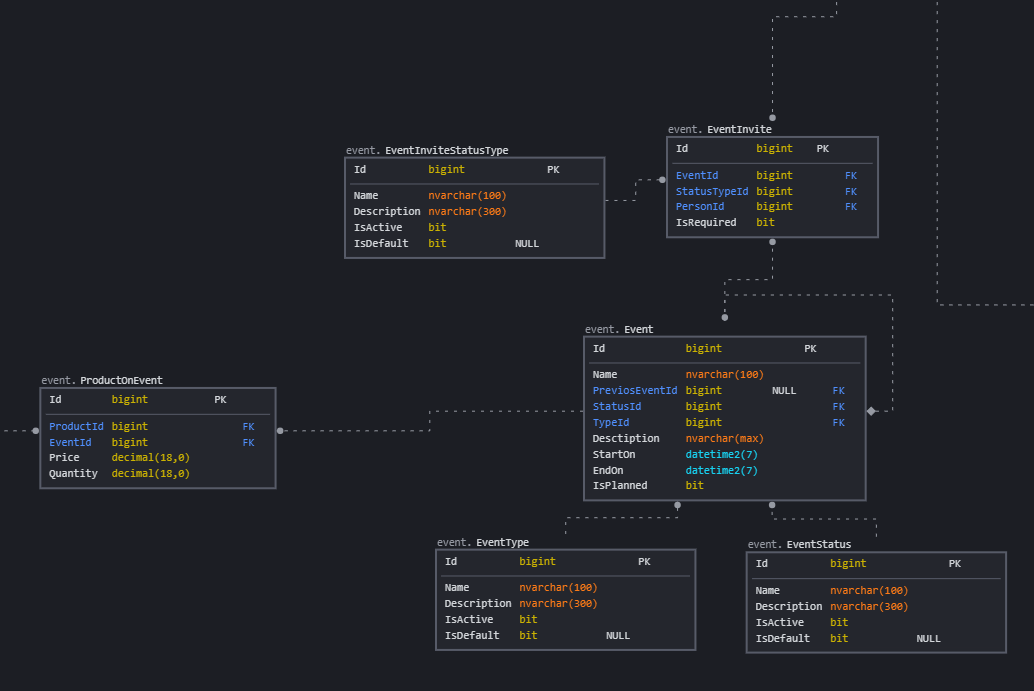 event. EventInvite
Id bigint PK
EventId bigint FK
StatusTypeId bigint FK
PersonId bigint FK
IsRequired bit
event. EventInviteStatusType
Id bigint PK
Name nvarchar(100)
Description nvarchar(300)
IsActive bit
IsDefault bit NULL
event. Event
Id bigint PK
Name nvarchar(100)
PreviosEventId bigint NULL FK
StatusId bigint FK
TypeId bigint FK
Desctiption nvarchar(max)
StartOn datetime2(7)
EndOn datetime2(7)
IsPlanned bit
event. ProductOnEvent
Id bigint PK
ProductId bigint FK
EventId bigint FK
Price decimal(18,0)
Quantity decimal(18,0)
event. EventType
Id bigint PK
Name nvarchar(100)
Description nvarchar(300)
IsActive bit
IsDefault bit NULL
event. EventStatus
Id bigint PK
Name nvarchar(100)
Description nvarchar(300)
IsActive bit
IsDefault bit NULL